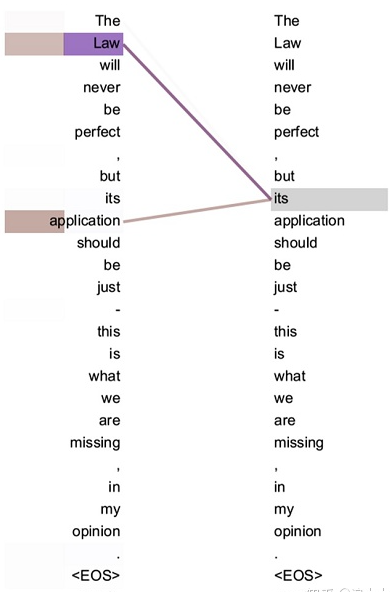 The The
Law Law
will will
never never
be be
perfect perfect
, ,
but but
its its
application application
should should
be be
just just
- -
this this
is is
what what
we we
are are
missing missing
, ,
in in
my my
opinion opinion
. .
<EOS> <EOS>